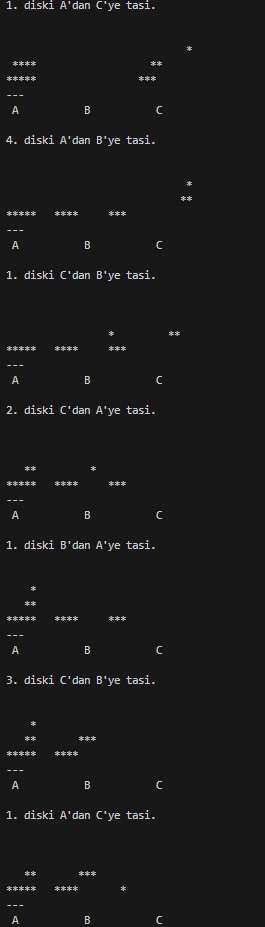 1. diski A'dan C'ye tasi.
*
**** **
***** ***
---
A B C
4. diski A'dan B'ye tasi.
*
**
***** **** ***
---
A B C
1. diski C'dan B'ye tasi.
* **
***** **** ***
---
A B C
2. diski C'dan A'ye tasi.
** *
***** **** ***
---
A B C
1. diski B'dan A'ye tasi.
*
**
***** **** ***
---
A B C
3. diski C'dan B'ye tasi.
*
** ***
***** ****
---
A B C
1. diski A'dan C'ye tasi.
** ***
***** **** *
---
A B C